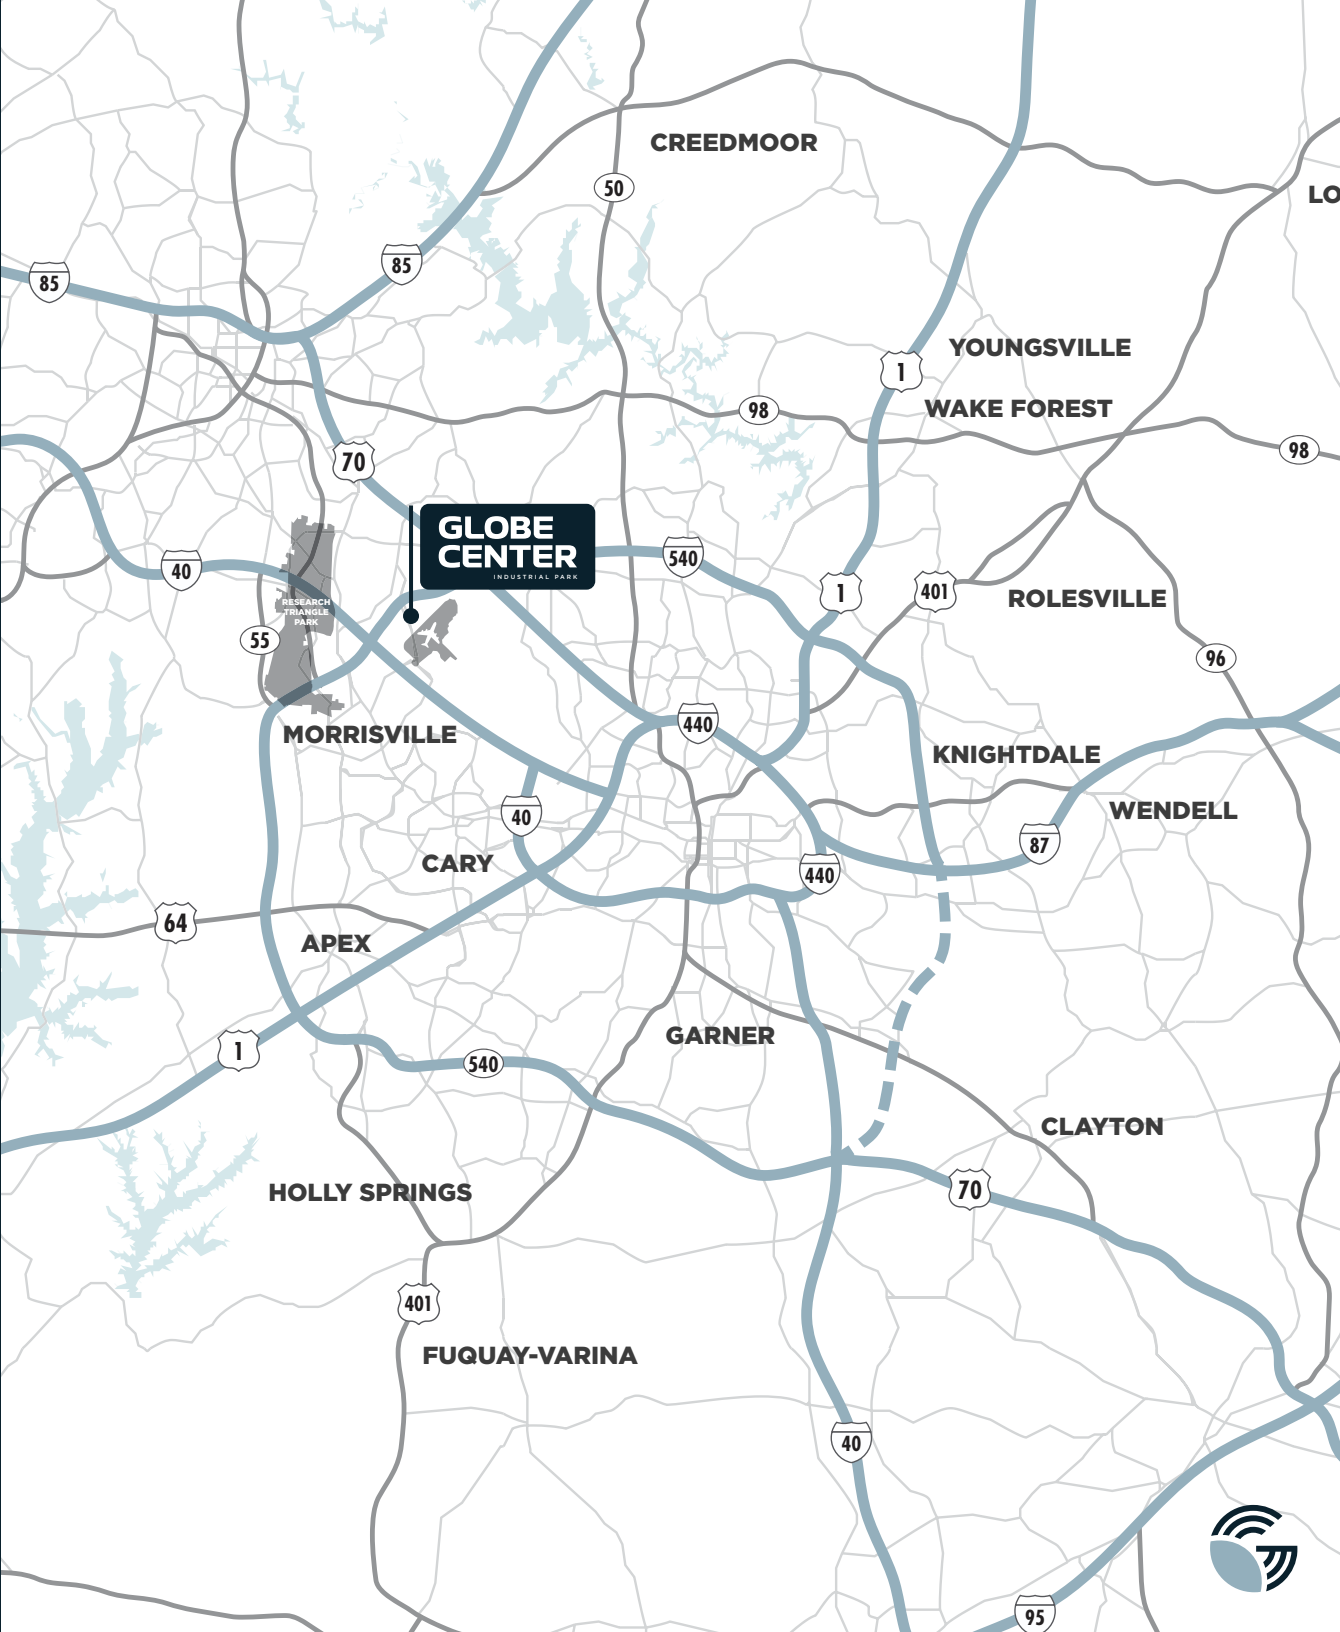 CREEDMOOR
50
LO
85
85
YOUNGSVILLE
1
WAKE FOREST
98
98
70
GLOBE
CENTER
INDUSTRIAL PARK
540
40
1
401
ROLESVILLE
RESEARCH
TRIANGLE
PARK
55
96
440
MORRISVILLE
KNIGHTDALE
WENDELL
40
87
CARY
440
64
APEX
GARNER
1
540
CLAYTON
HOLLY SPRINGS
70
401
FUQUAY-VARINA
40
95